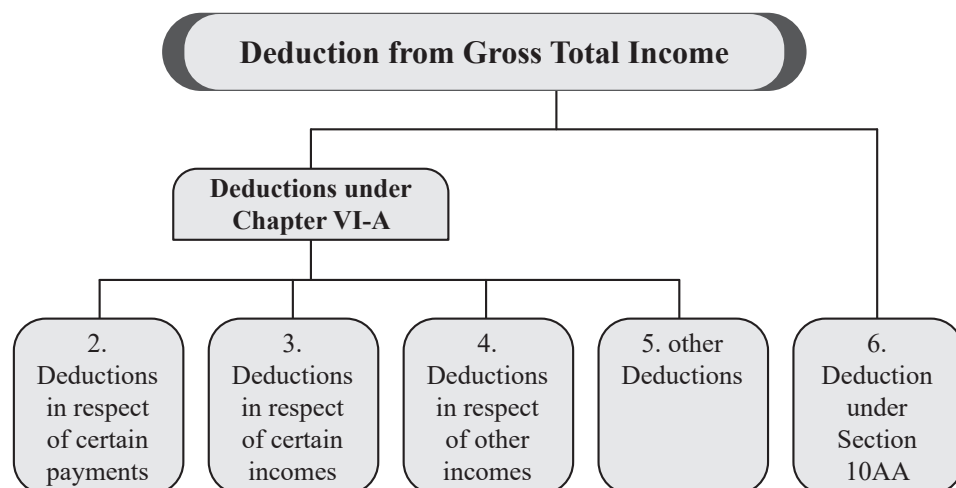 Deduction from Gross Total Income
Deductions under
Chapter VI-A
2.
Deductions
in respect
of certain
payments
3.
Deductions
in respect
of certain
incomes
4.
Deductions
in respect
of other
incomes
5. other
Deductions
6.
Deduction
under
Section
10AA